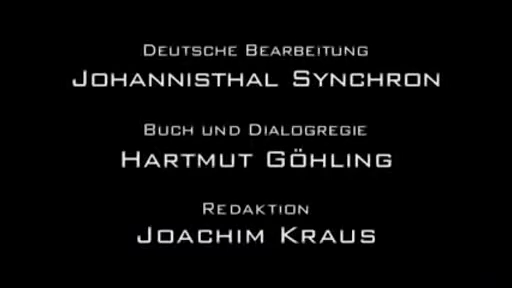 Deutsche Bearbeitung
Johannisthal Synchron
Buch und Dialogregie
Hartmut Göhling
Redaktion
Joachim Kraus